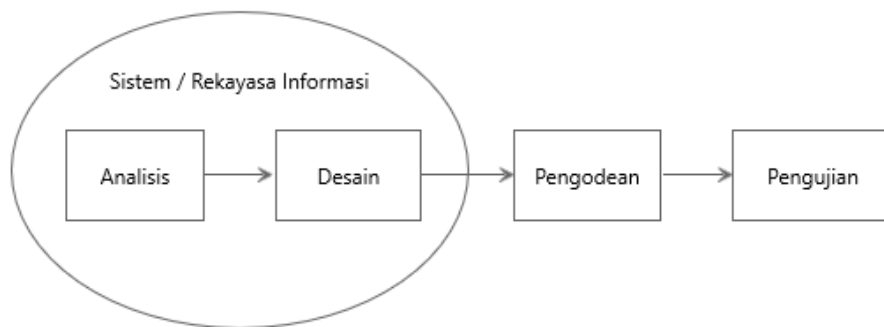 Sistem / Rekayasa Informasi
Analisis
Desain
Pengodean
Pengujian